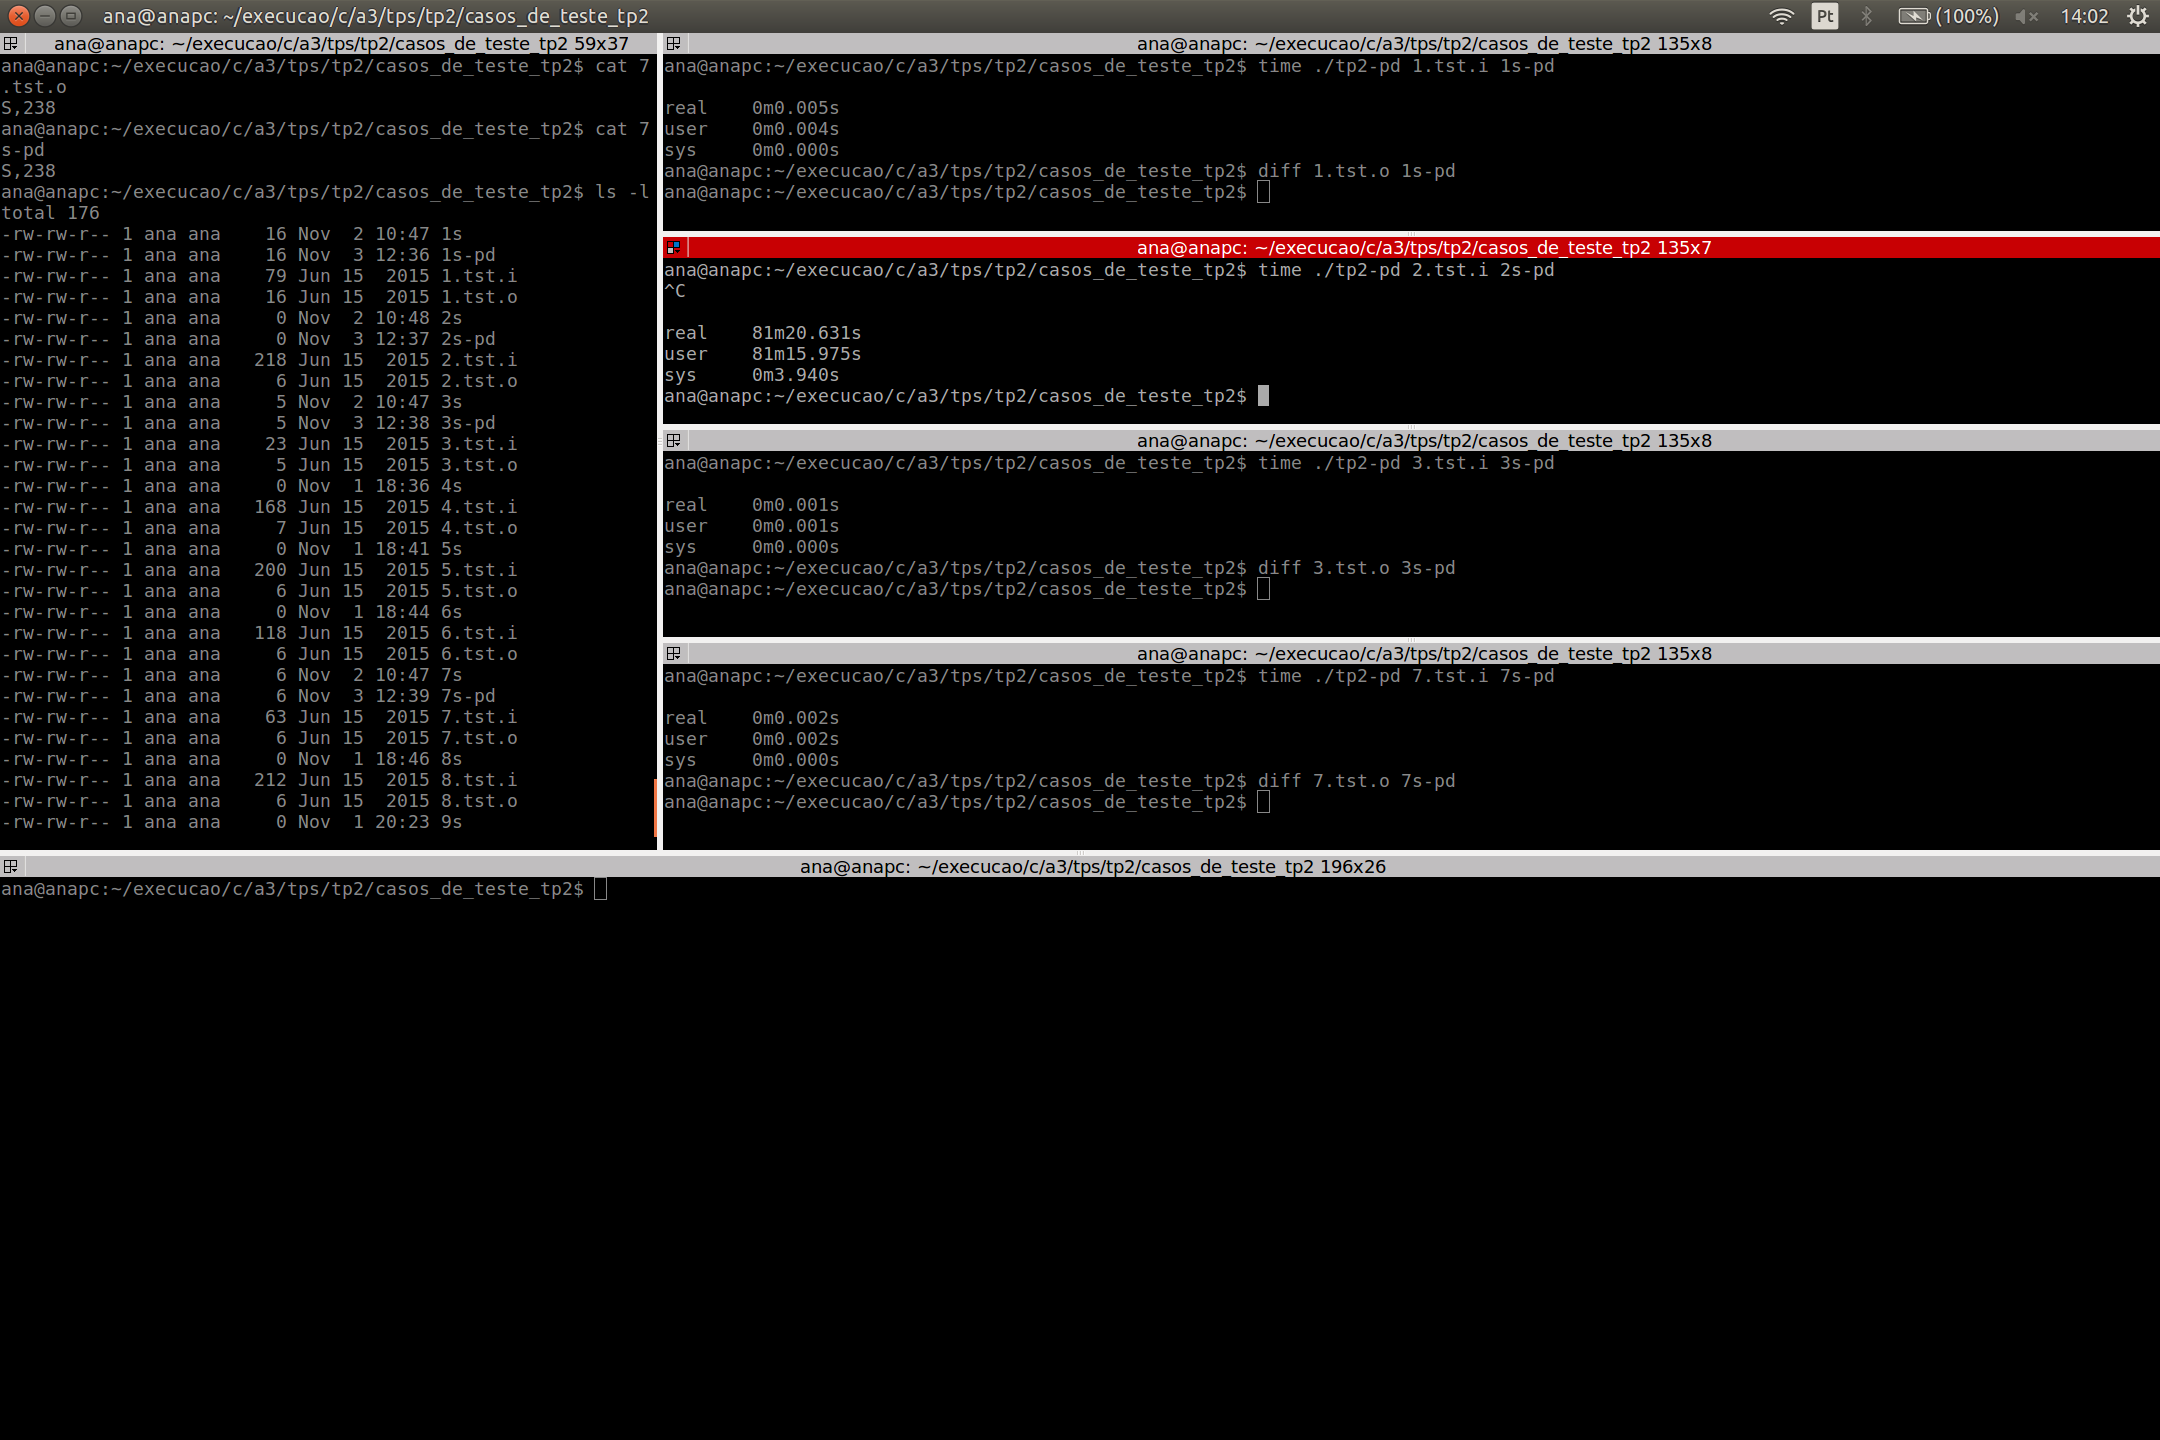 ana@anapc: ~/execucao/c/a3/tps/tp2/casos_de_teste_tp2
Pt
(100%)
14:02
ana@anapc: ~/execucao/c/a3/tps/tp2/casos_de_teste_tp2 59x37
ana@anapc:~/execucao/c/a3/tps/tp2/casos_de_teste_tp2$ cat 7
.tst.o
S,238
ana@anapc:~/execucao/c/a3/tps/tp2/casos_de_teste_tp2$ cat 7
s-pd
S,238
ana@anapc:~/execucao/c/a3/tps/tp2/casos_de_teste_tp2$ ls -l
total 176
-rw-rw-r-- 1 ana ana    16 Nov  2 10:47 1s
-rw-rw-r-- 1 ana ana    16 Nov  3 12:36 1s-pd
-rw-rw-r-- 1 ana ana    79 Jun 15  2015 1.tst.i
-rw-rw-r-- 1 ana ana    16 Jun 15  2015 1.tst.o
-rw-rw-r-- 1 ana ana     0 Nov  2 10:48 2s
-rw-rw-r-- 1 ana ana     0 Nov  3 12:37 2s-pd
-rw-rw-r-- 1 ana ana   218 Jun 15  2015 2.tst.i
-rw-rw-r-- 1 ana ana     6 Jun 15  2015 2.tst.o
-rw-rw-r-- 1 ana ana     5 Nov  2 10:47 3s
-rw-rw-r-- 1 ana ana     5 Nov  3 12:38 3s-pd
-rw-rw-r-- 1 ana ana    23 Jun 15  2015 3.tst.i
-rw-rw-r-- 1 ana ana     5 Jun 15  2015 3.tst.o
-rw-rw-r-- 1 ana ana     0 Nov  1 18:36 4s
-rw-rw-r-- 1 ana ana   168 Jun 15  2015 4.tst.i
-rw-rw-r-- 1 ana ana     7 Jun 15  2015 4.tst.o
-rw-rw-r-- 1 ana ana     0 Nov  1 18:41 5s
-rw-rw-r-- 1 ana ana   200 Jun 15  2015 5.tst.i
-rw-rw-r-- 1 ana ana     6 Jun 15  2015 5.tst.o
-rw-rw-r-- 1 ana ana     0 Nov  1 18:44 6s
-rw-rw-r-- 1 ana ana   118 Jun 15  2015 6.tst.i
-rw-rw-r-- 1 ana ana     6 Jun 15  2015 6.tst.o
-rw-rw-r-- 1 ana ana     6 Nov  2 10:47 7s
-rw-rw-r-- 1 ana ana     6 Nov  3 12:39 7s-pd
-rw-rw-r-- 1 ana ana    63 Jun 15  2015 7.tst.i
-rw-rw-r-- 1 ana ana     6 Jun 15  2015 7.tst.o
-rw-rw-r-- 1 ana ana     0 Nov  1 18:46 8s
-rw-rw-r-- 1 ana ana   212 Jun 15  2015 8.tst.i
-rw-rw-r-- 1 ana ana     6 Jun 15  2015 8.tst.o
-rw-rw-r-- 1 ana ana     0 Nov  1 20:23 9s
ana@anapc: ~/execucao/c/a3/tps/tp2/casos_de_teste_tp2 135x8
ana@anapc:~/execucao/c/a3/tps/tp2/casos_de_teste_tp2$ time ./tp2-pd 1.tst.i 1s-pd
real    0m0.005s
user    0m0.004s
sys     0m0.000s
ana@anapc:~/execucao/c/a3/tps/tp2/casos_de_teste_tp2$ diff 1.tst.o 1s-pd
ana@anapc:~/execucao/c/a3/tps/tp2/casos_de_teste_tp2$
ana@anapc: ~/execucao/c/a3/tps/tp2/casos_de_teste_tp2 135x7
ana@anapc:~/execucao/c/a3/tps/tp2/casos_de_teste_tp2$ time ./tp2-pd 2.tst.i 2s-pd
^C
real    81m20.631s
user    81m15.975s
sys     0m3.940s
ana@anapc:~/execucao/c/a3/tps/tp2/casos_de_teste_tp2$
ana@anapc: ~/execucao/c/a3/tps/tp2/casos_de_teste_tp2 135x8
ana@anapc:~/execucao/c/a3/tps/tp2/casos_de_teste_tp2$ time ./tp2-pd 3.tst.i 3s-pd
real    0m0.001s
user    0m0.001s
sys     0m0.000s
ana@anapc:~/execucao/c/a3/tps/tp2/casos_de_teste_tp2$ diff 3.tst.o 3s-pd
ana@anapc:~/execucao/c/a3/tps/tp2/casos_de_teste_tp2$
ana@anapc: ~/execucao/c/a3/tps/tp2/casos_de_teste_tp2 135x8
ana@anapc:~/execucao/c/a3/tps/tp2/casos_de_teste_tp2$ time ./tp2-pd 7.tst.i 7s-pd
real    0m0.002s
user    0m0.002s
sys     0m0.000s
ana@anapc:~/execucao/c/a3/tps/tp2/casos_de_teste_tp2$ diff 7.tst.o 7s-pd
ana@anapc:~/execucao/c/a3/tps/tp2/casos_de_teste_tp2$
ana@anapc: ~/execucao/c/a3/tps/tp2/casos_de_teste_tp2 196x26
ana@anapc:~/execucao/c/a3/tps/tp2/casos_de_teste_tp2$